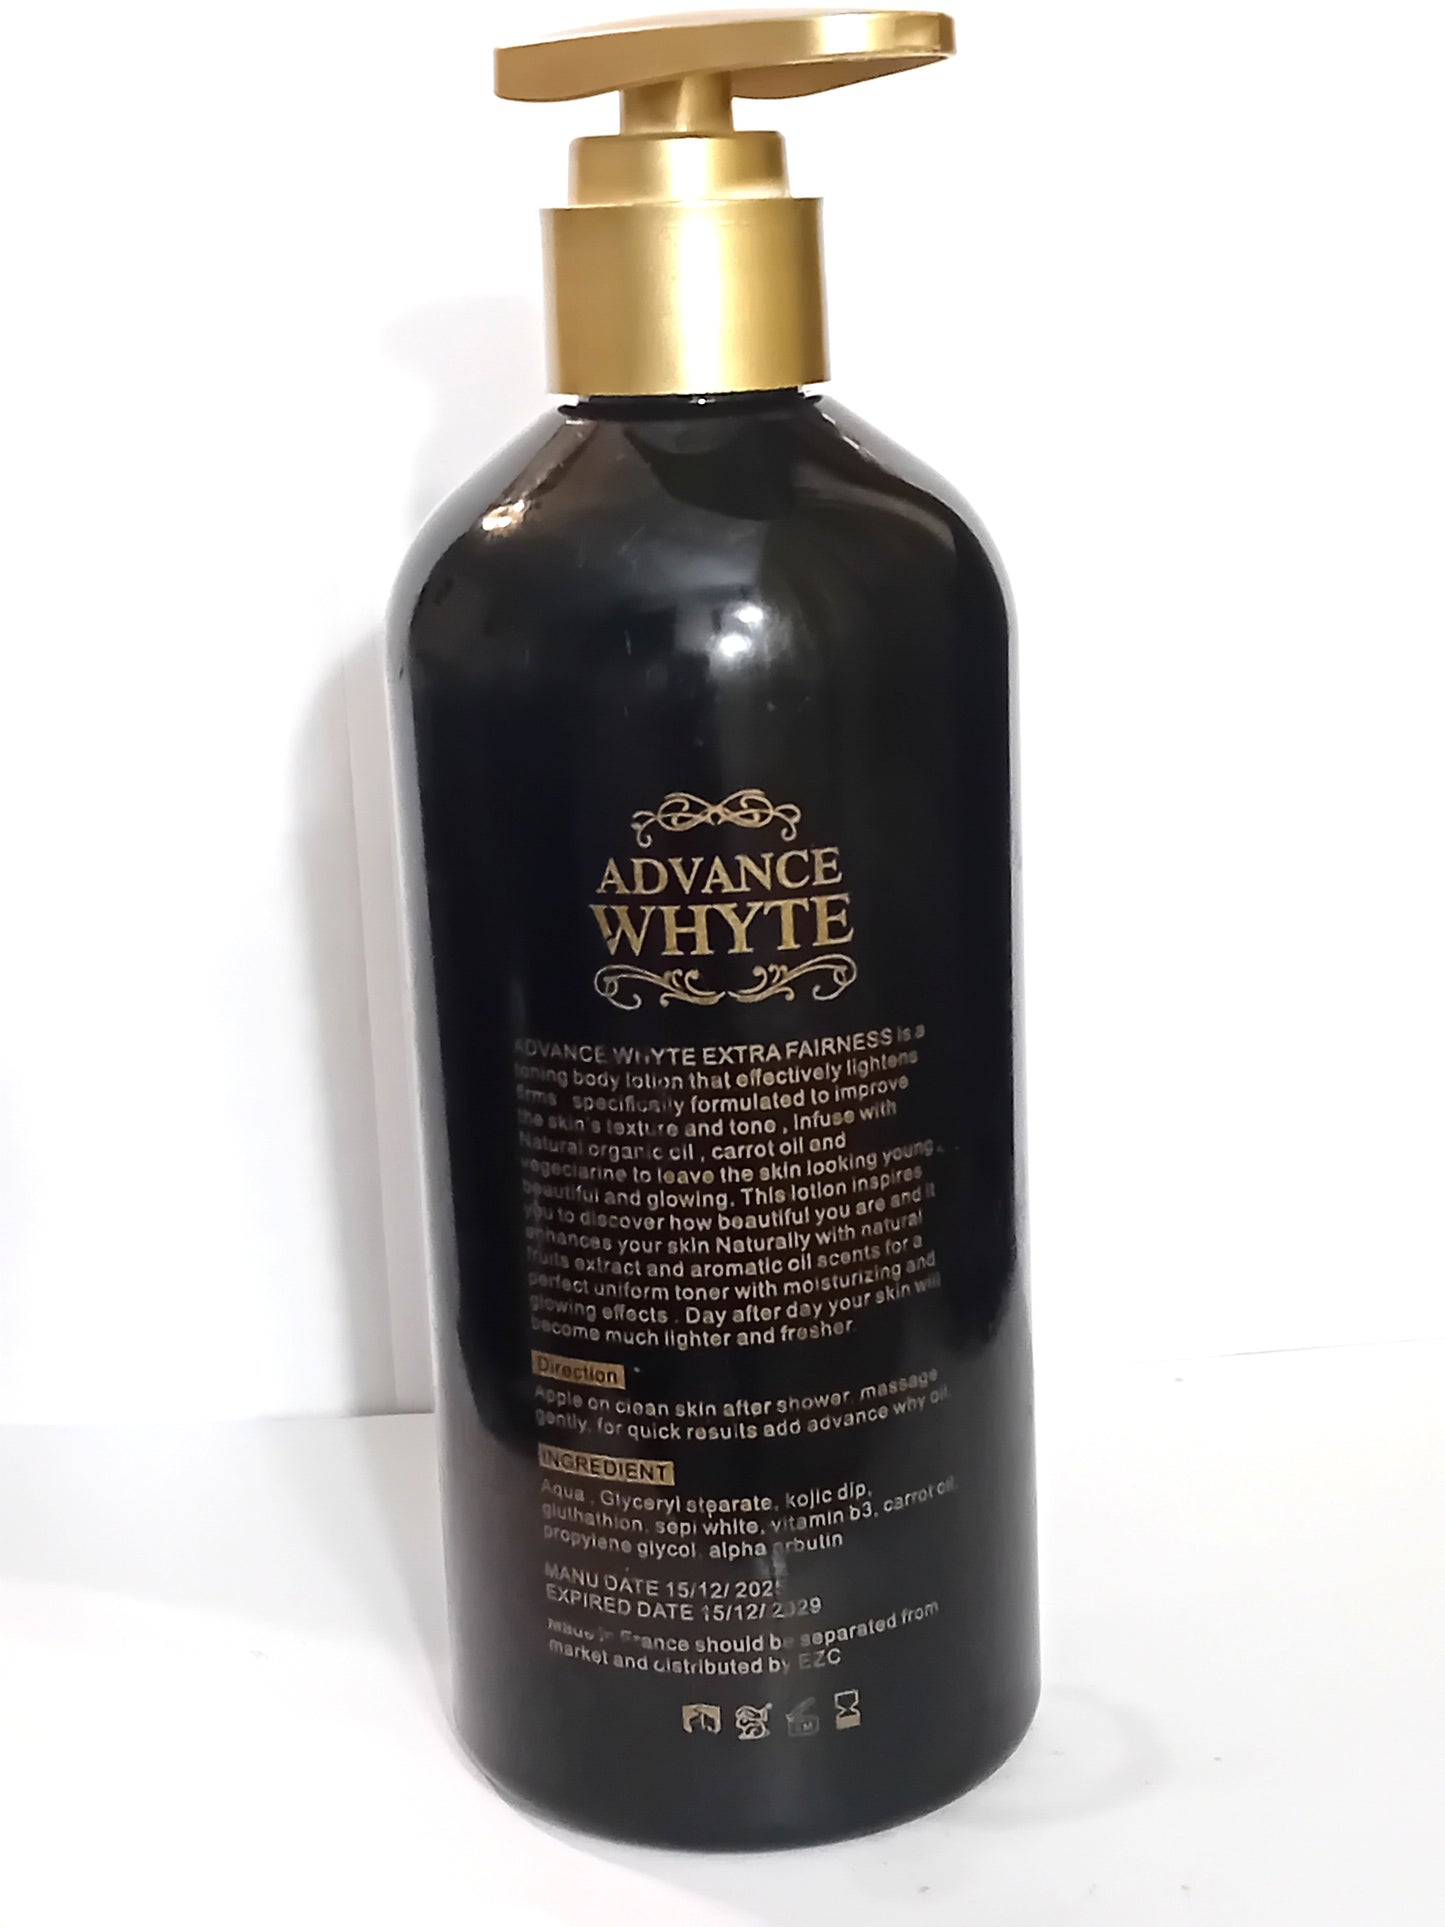 ADVANCE
WHYTE
ADVANCE WHYTE EXTRA FAIRNESS is a
toning body lotion that effectively lightens
firms specifically formulated to improve
the skin's texture and tone , Infuse with
Natural organic oil , carrot oil and
vegeclarine to leave the skin looking young,
beautiful and glowing. This lotion inspires
you to discover how beautiful you are and it
enhances your skin Naturally with natural
fruits extract and aromatic oil scents for a
perfect uniform toner with moisturizing and
glowing effects . Day after day your skin will
become much lighter and fresher.
Direction
Apple on clean skin after shower, massage
gently, for quick results add advance why oil.
INGREDIENT
Aqua , Glyceryl stearate, kojic dip,
gluthathion, sepi white, vitamin b3, carrot oil,
propylene glycol, alpha arbutin
MANU DATE 15/12/ 202
EXPIRED DATE 15/12/ 2029
Made in France should be separated from
market and distributed by EZC